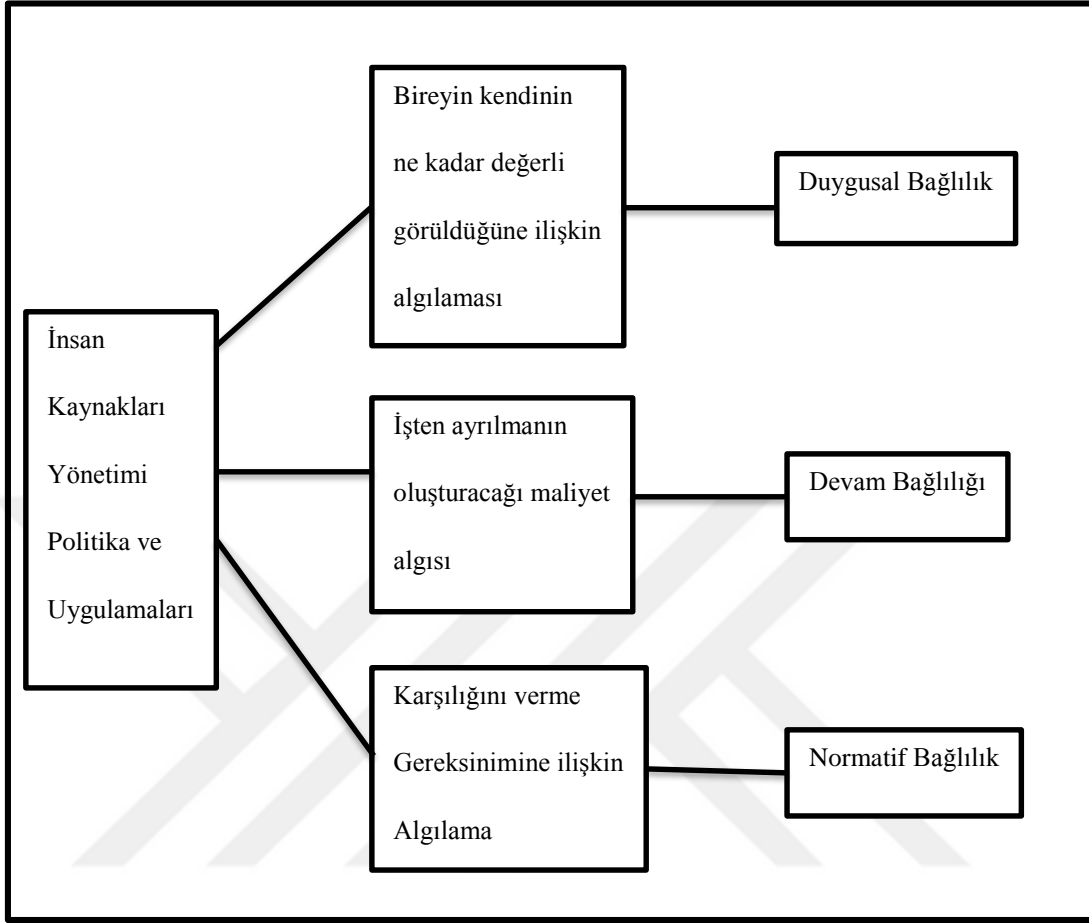 İnsan
Kaynakları
Yönetimi
Politika ve
Uygulamaları
Bireyin kendinin
ne kadar değerli
görüldüğüne ilişkin
algılaması
Duygusal Bağlılık
İşten ayrılmanın
oluşturacağı maliyet
algısı
Devam Bağlılığı
Karşılığını verme
Gereksinimine ilişkin
Algılama
Normatif Bağlılık